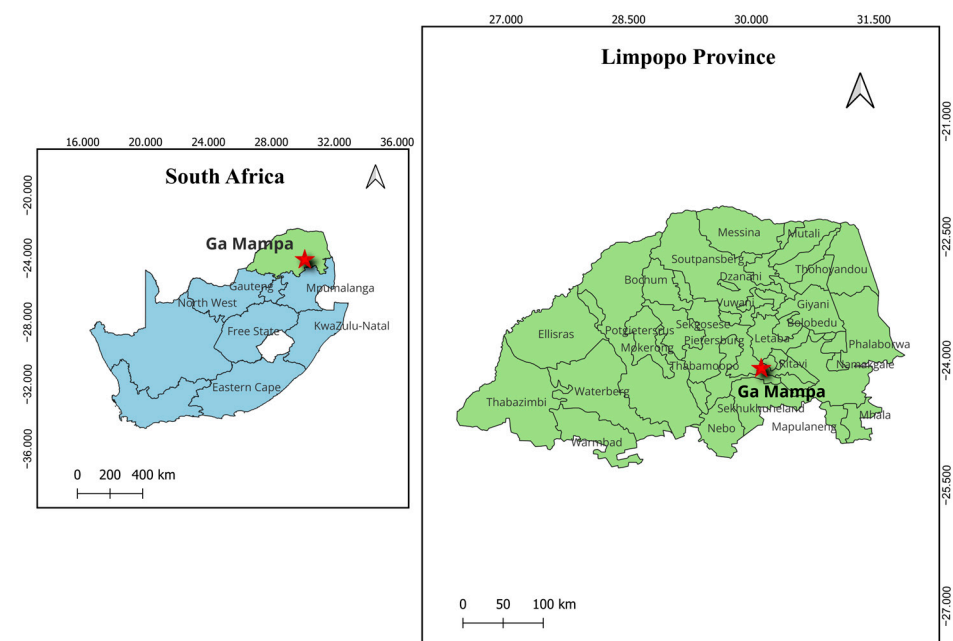 16.000 20.000 24.000 28.000 32.000 36.000
South Africa
−20.000
−24.000
−28.000
−32.000
−36.000
Ga Mampa
Gauteng
Mpumalanga
North West
Free State
KwaZulu-Natal
Eastern Cape
0 200 400 km
27.000 28.500 30.000 31.500
Limpopo Province
−21.000
−22.500
−24.000
−25.500
−27.000
Messina
Mutali
Soutpansberg
Thohoyandou
Dzanani
Bochum
Vuwani
Giyani
Sekgosese
Bolobedu
Potgietersrus
Ellisras
Pietersburg
Letaba
Phalaborwa
Mokerong
Thabamoopo
Ritavi
Namakgale
Waterberg
Ga Mampa
Thabazimbi
Sekhukhuneland
Mhala
Nebo
Mapulaneng
Warmbad
0 50 100 km